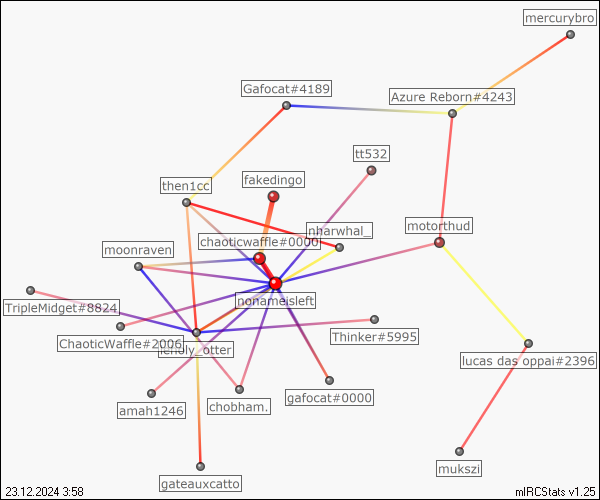 mercurybro
Gafocat#4189
Azure Reborn#4243
tt532
fakedingo
then1cc
nharwhal_
motorthud
chaoticwaffle#0000
moonraven
nonameisleft
TripleMidget#8824
Thinker#5995
ChaoticWaffle#2006
iendly_otter
lucas das oppai#2396
gafocat#0000
chobham.
amah1246
mukszi
gateauxcatto
23.12.2024 3:58
mIRCStats v1.25